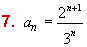 7. aₙ = 2ⁿ⁺¹/3ⁿ